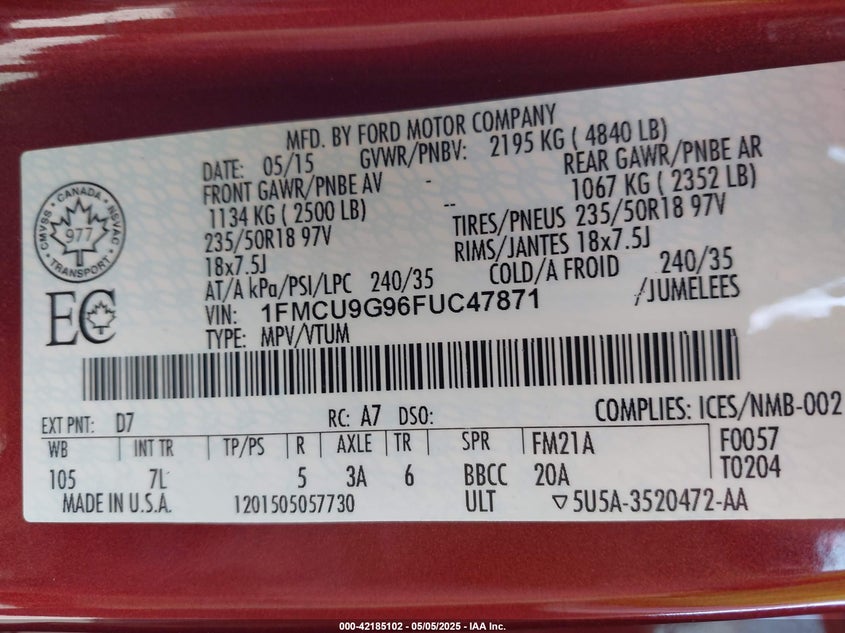 MFD. BY FORD MOTOR COMPANY
DATE: 05/15 GVWR/PNBV: 2195 KG ( 4840 LB)
FRONT GAWR/PNBE AV - REAR GAWR/PNBE AR
1134 KG ( 2500 LB) -- 1067 KG ( 2352 LB)
235/50R18 97V TIRES/PNEUS 235/50R18 97V
18x7.5J RIMS/JANTES 18x7.5J
AT/A kPa/PSI/LPC 240/35 COLD/A FROID 240/35
VIN: 1FMCU9G96FUC47871 /JUMELEES
TYPE: MPV/VTUM
CANADA
CMVSS - NSVAC
977
TRANSPORT
EC
EXT PNT: D7 RC: A7 DSO: COMPLIES: ICES/NMB-002
WB INT TR TP/PS R AXLE TR SPR FM21A F0057
105 7L 5 3A 6 BBCC 20A T0204
MADE IN U.S.A. 1201505057730 ULT ▽5U5A-3520472-AA
000-42185102 - 05/05/2025 - IAA Inc.